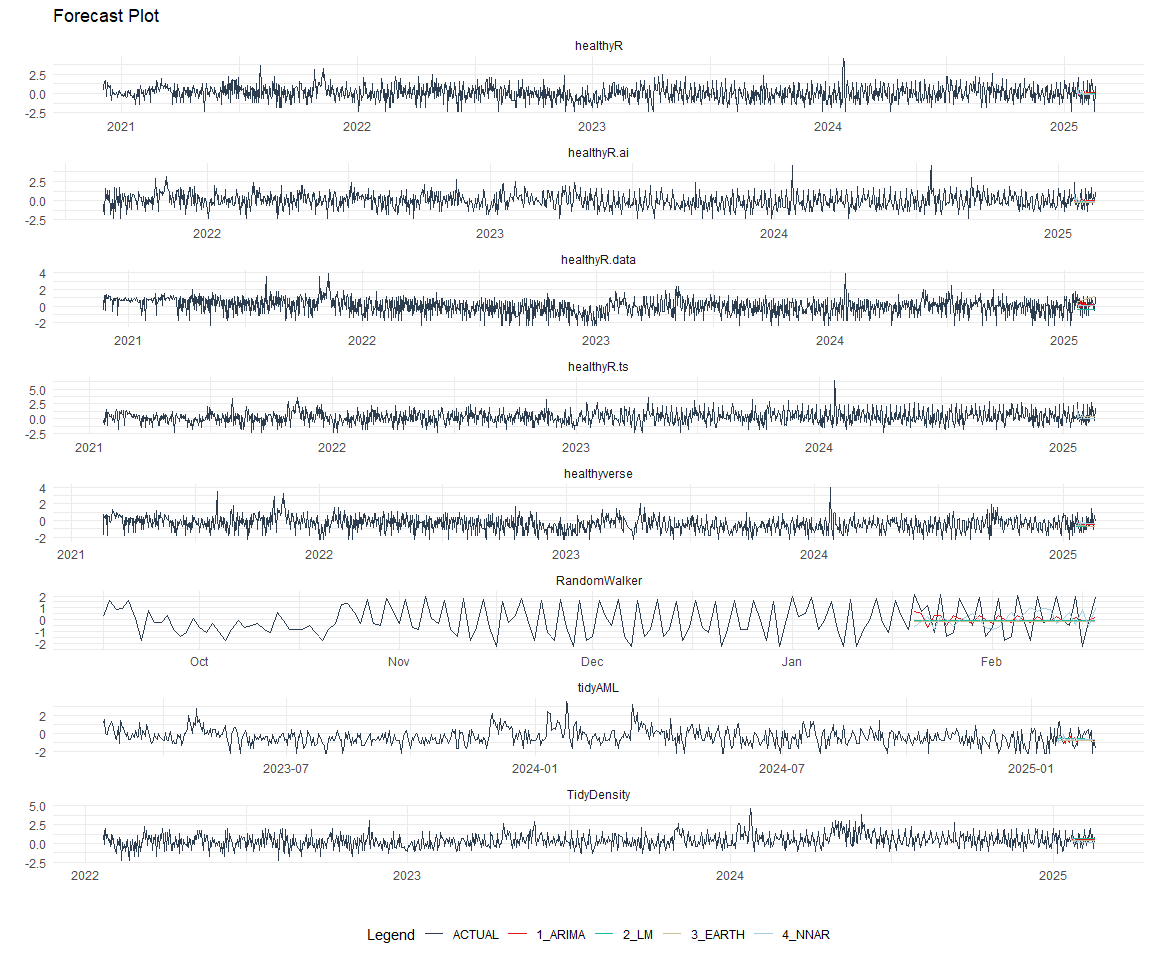 Forecast Plot
healthyR
2.5
0.0
-2.5
2021 2022 2023 2024 2025
healthyR.ai
2.5
0.0
-2.5
2022 2023 2024 2025
healthyR.data
4
2
0
-2
2021 2022 2023 2024 2025
healthyR.ts
5.0
2.5
0.0
-2.5
2021 2022 2023 2024 2025
healthyverse
4
2
0
-2
2021 2022 2023 2024 2025
RandomWalker
2
1
0
-1
-2
Oct Nov Dec Jan Feb
tidyAML
2
0
-2
2023-07 2024-01 2024-07 2025-01
TidyDensity
5.0
2.5
0.0
-2.5
2022 2023 2024 2025
Legend ACTUAL 1_ARIMA 2_LM 3_EARTH 4_NNAR